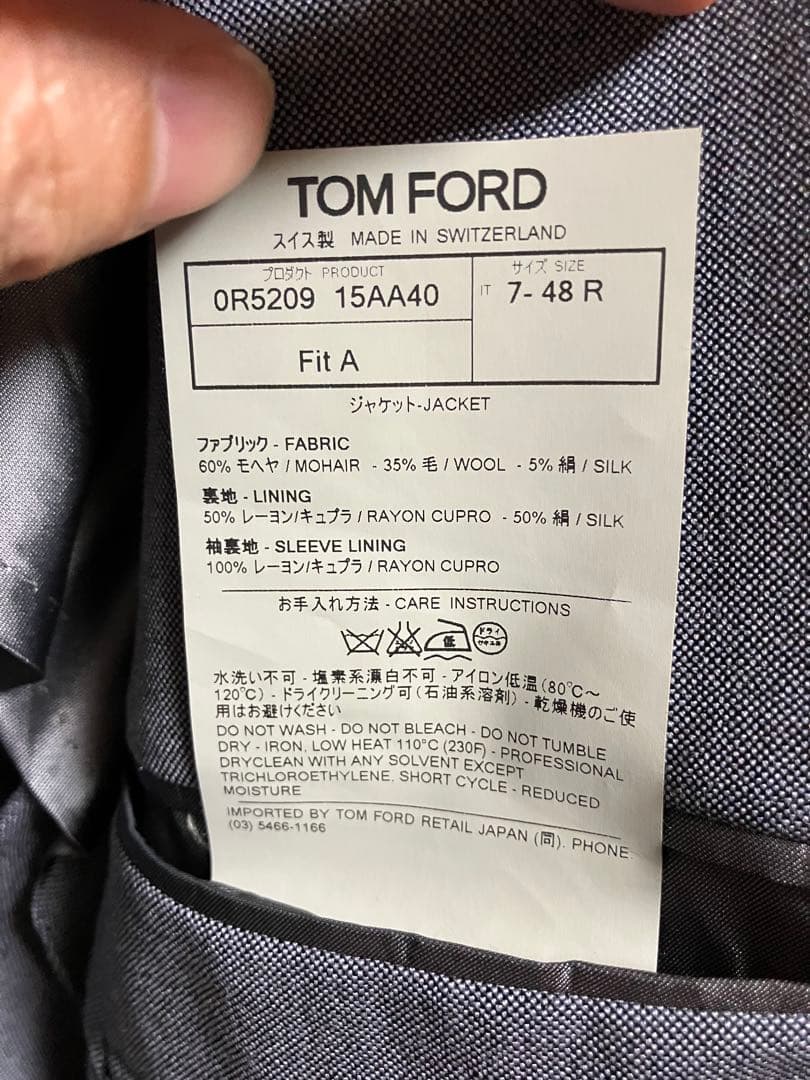 TOM FORD
スイス製 MADE IN SWITZERLAND
プロダクト PRODUCT
0R5209 15AA40
サイズ SIZE
IT 7- 48 R
Fit A
ジャケット-JACKET
ファブリック - FABRIC
60% モヘヤ / MOHAIR - 35% 毛 / WOOL - 5% 絹 / SILK
裏地 - LINING
50% レーヨン/キュプラ / RAYON CUPRO - 50% 絹 / SILK
袖裏地 - SLEEVE LINING
100% レーヨン/キュプラ / RAYON CUPRO
お手入れ方法 - CARE INSTRUCTIONS
低 ドライ セキユ系
水洗い不可 - 塩素系漂白不可 - アイロン低温 (80℃～
120℃) - ドライクリーニング可 (石油系溶剤) - 乾燥機のご使
用はお避けください
DO NOT WASH - DO NOT BLEACH - DO NOT TUMBLE
DRY - IRON, LOW HEAT 110°C (230F) - PROFESSIONAL
DRYCLEAN WITH ANY SOLVENT EXCEPT
TRICHLOROETHYLENE, SHORT CYCLE - REDUCED
MOISTURE
IMPORTED BY TOM FORD RETAIL JAPAN (同). PHONE:
(03) 5466-1166